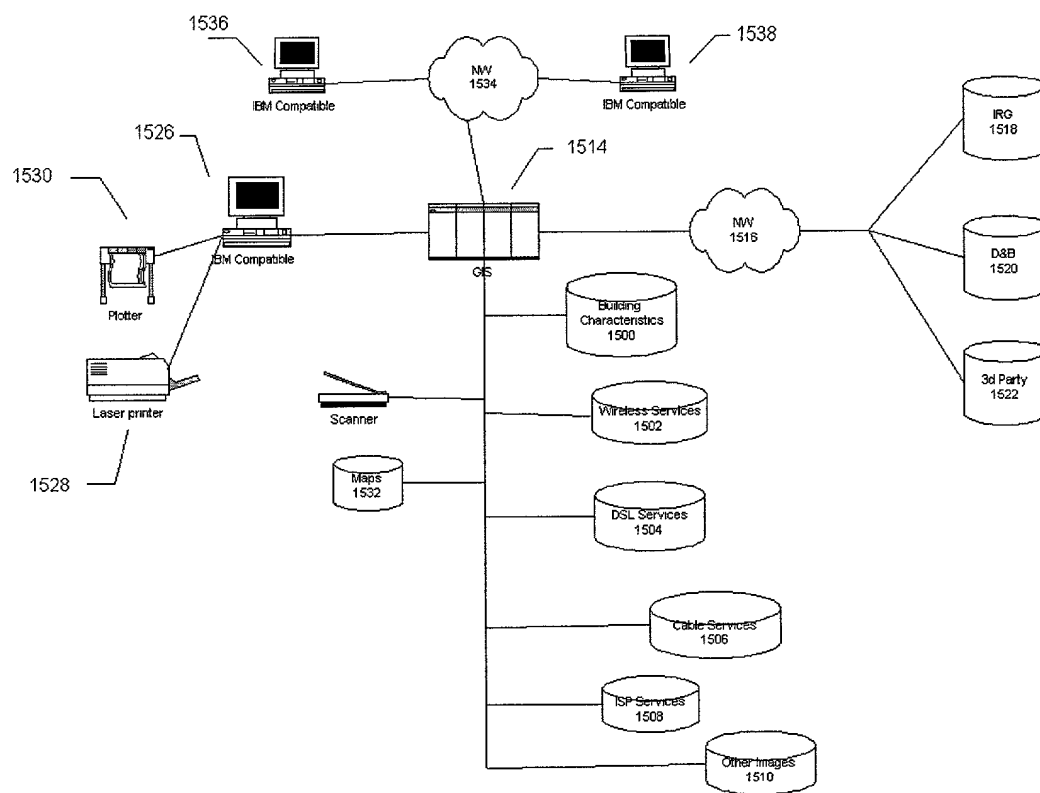 1536
1538
NW
1534
IBM Compatible
IBM Compatible
IRG
1518
1526
1514
1530
NW
1516
IBM Compatible
GIS
D&B
1520
Plotter
Building
Characteristics
1500
3d Party
1522
Laser printer
Scanner
Wireless Services
1502
Maps
1532
1528
DSL Services
1504
Cable Services
1506
ISP Services
1508
Other Images
1510